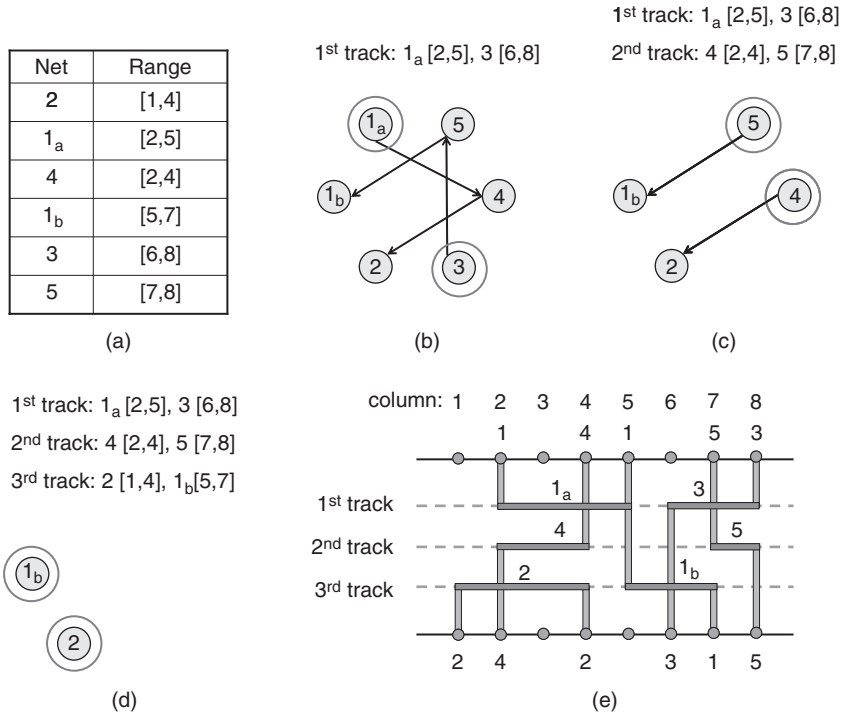 Net Range
2 [1,4]
1a [2,5]
4 [2,4]
1b [5,7]
3 [6,8]
5 [7,8]
(a)
1st track: 1a [2,5], 3 [6,8]
1a 5
1b 4
2 3
(b)
1st track: 1a [2,5], 3 [6,8]
2nd track: 4 [2,4], 5 [7,8]
5
1b 4
2
(c)
1st track: 1a [2,5], 3 [6,8]
2nd track: 4 [2,4], 5 [7,8]
3rd track: 2 [1,4], 1b[5,7]
1b
2
(d)
column: 1 2 3 4 5 6 7 8
1 4 1 5 3
1st track 1a 3
2nd track 4 5
3rd track 2 1b
2 4 2 3 1 5
(e)